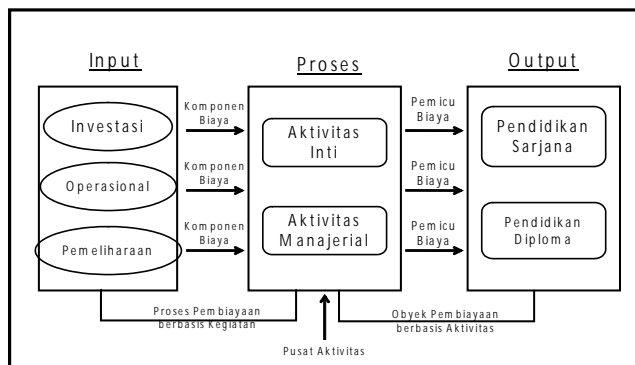 Input
Proses
Output
Investasi
Operasional
Pemeliharaan
Komponen
Biaya
Komponen
Biaya
Komponen
Biaya
Aktivitas
Inti
Aktivitas
Manajerial
Pemicu
Biaya
Pemicu
Biaya
Pemicu
Biaya
Pendidikan
Sarjana
Pendidikan
Diploma
Proses Pembiayaan
berbasis Kegiatan
Obyek Pembiayaan
berbasis Aktivitas
Pusat Aktivitas